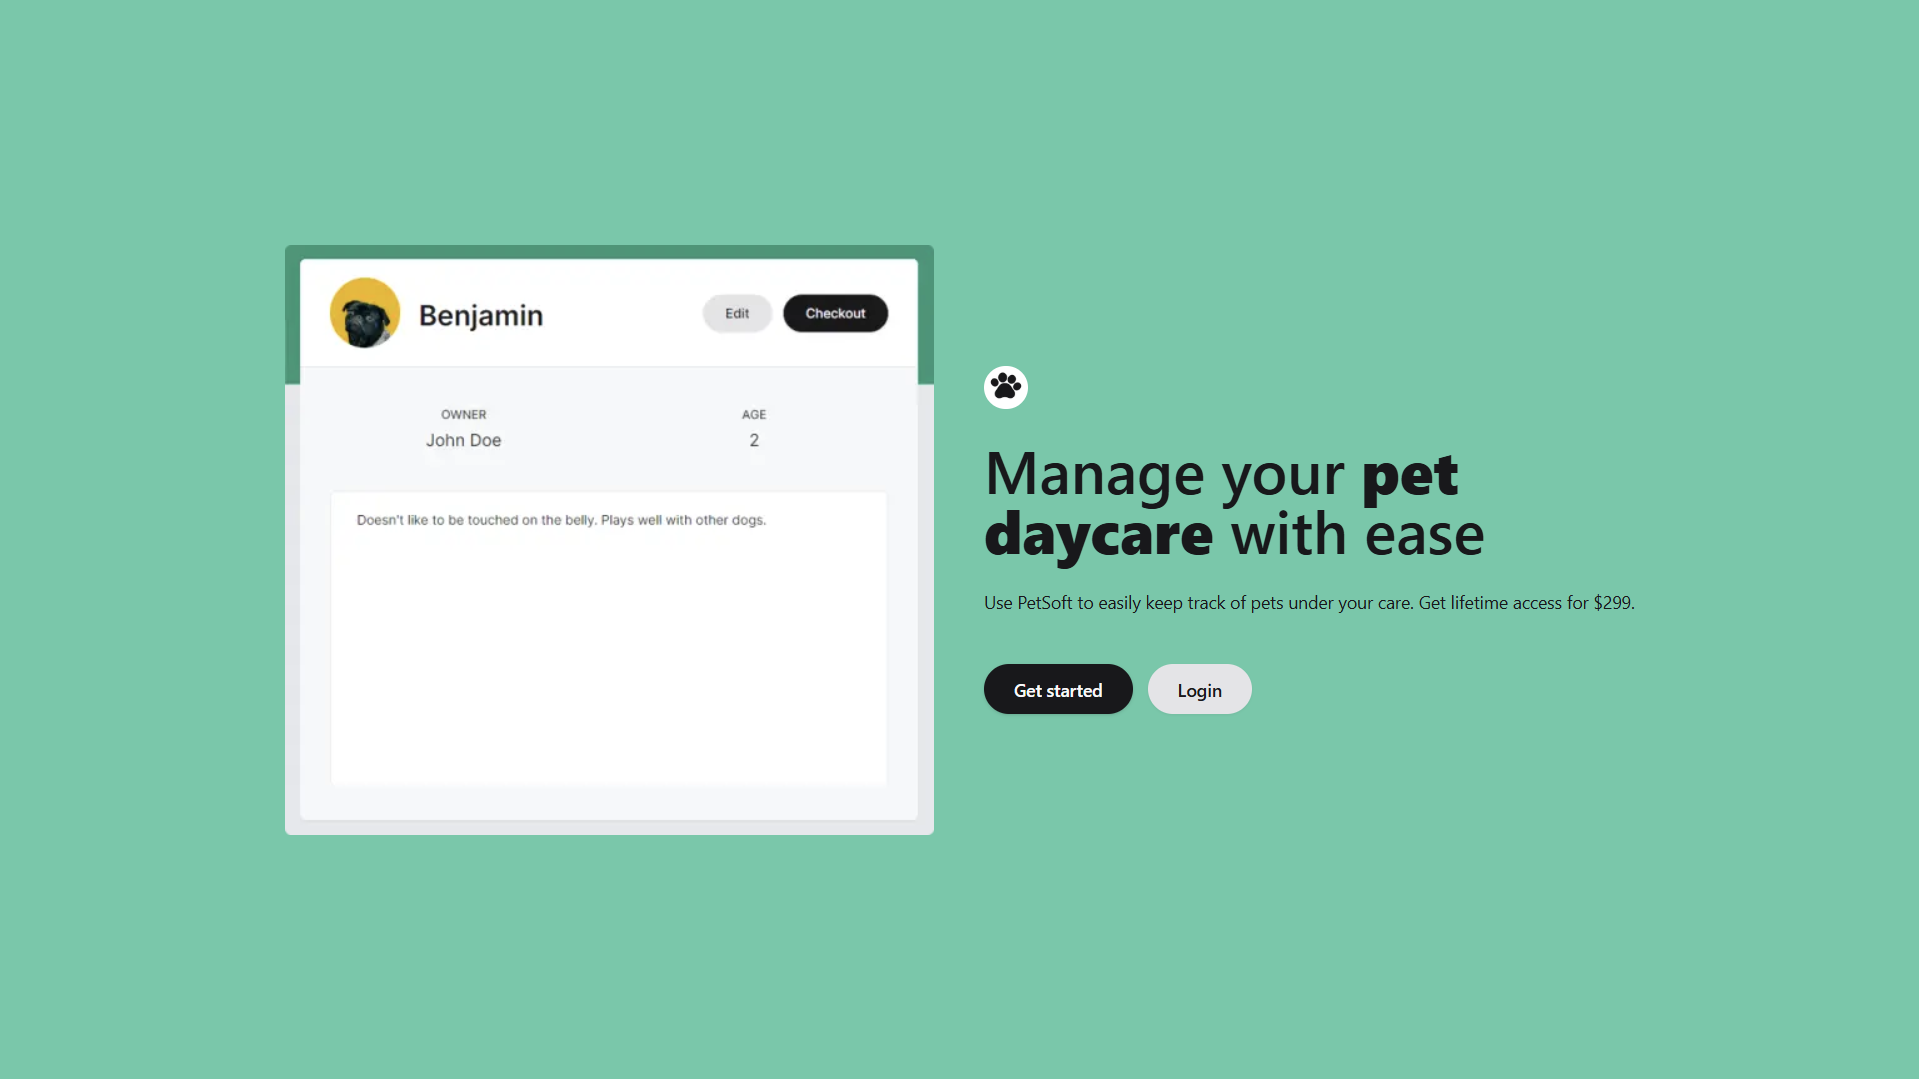 Benjamin
Edit
Checkout
OWNER
AGE
John Doe
2
Doesn't like to be touched on the belly. Plays well with other dogs.
Manage your pet
daycare with ease
Use PetSoft to easily keep track of pets under your care. Get lifetime access for $299.
Get started
Login